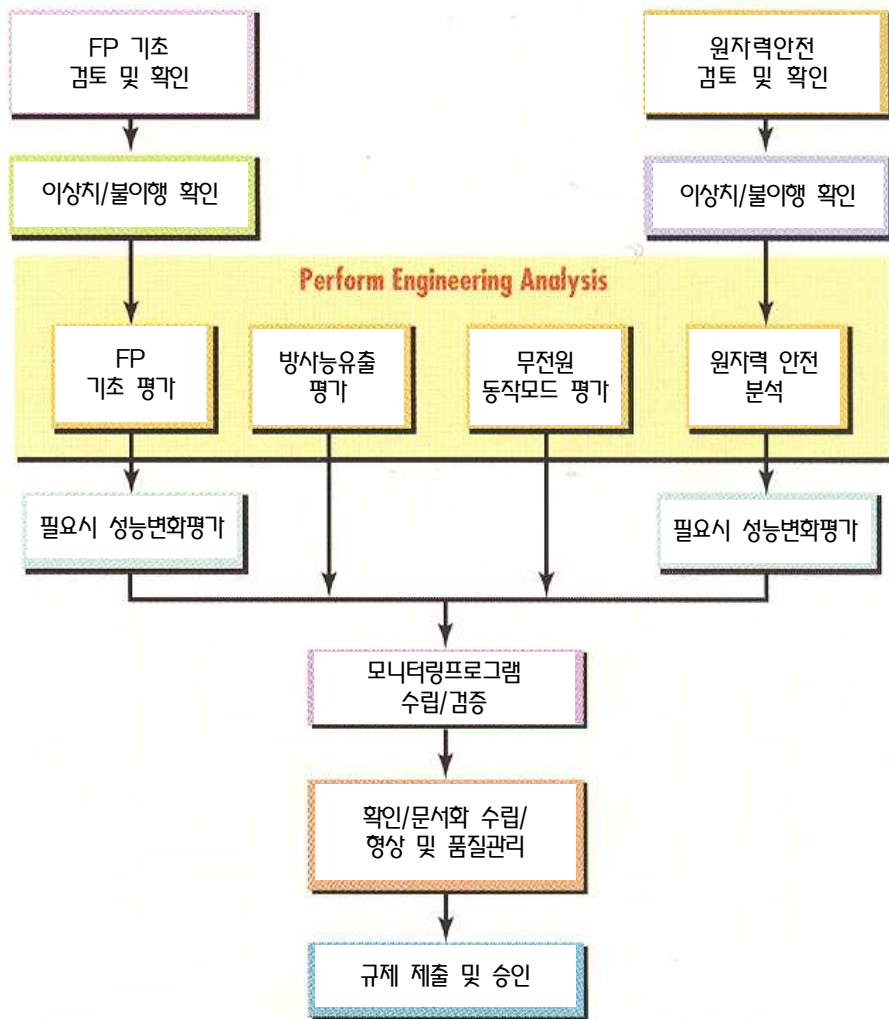 FP 기초
검토 및 확인
원자력안전
검토 및 확인
이상치/불이행 확인
이상치/불이행 확인
Perform Engineering Analysis
FP
기초 평가
방사능유출
평가
무전원
동작모드 평가
원자력 안전
분석
필요시 성능변화평가
필요시 성능변화평가
모니터링프로그램
수립/검증
확인/문서화 수립/
형상 및 품질관리
규제 제출 및 승인